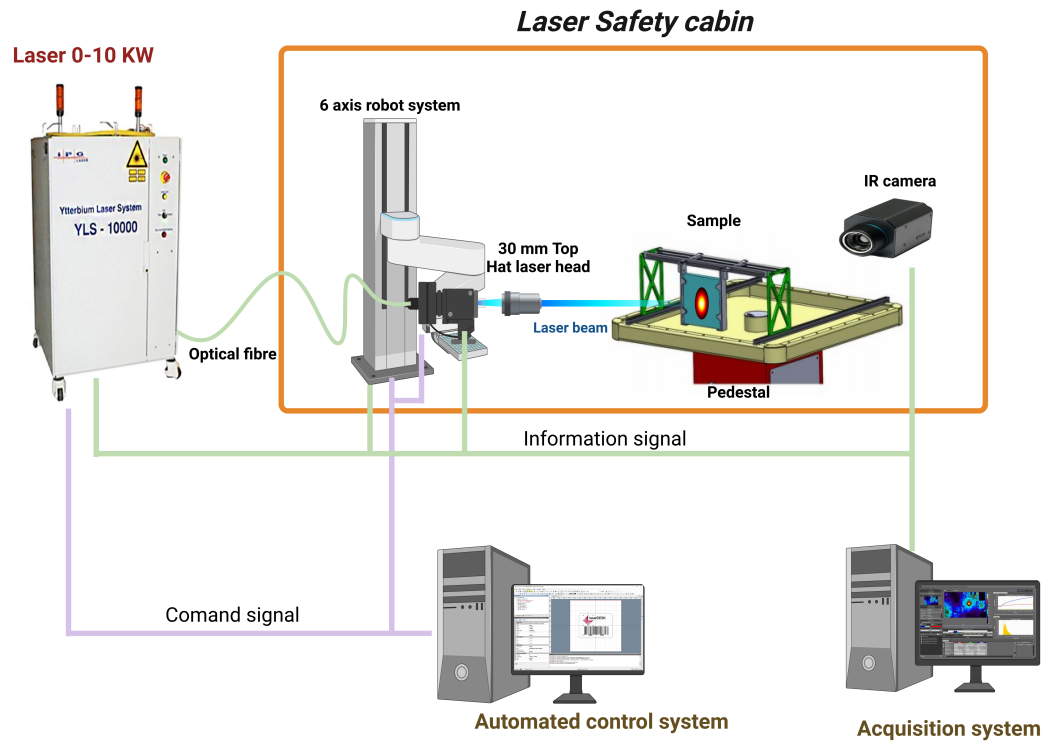 Laser Safety cabin
Laser 0-10 KW
6 axis robot system
IPG
LASER
Ytterbium Laser System
YLS - 10000
IR camera
Sample
30 mm Top
Hat laser head
Laser beam
Optical fibre
Pedestal
Information signal
Comand signal
Automated control system
Acquisition system